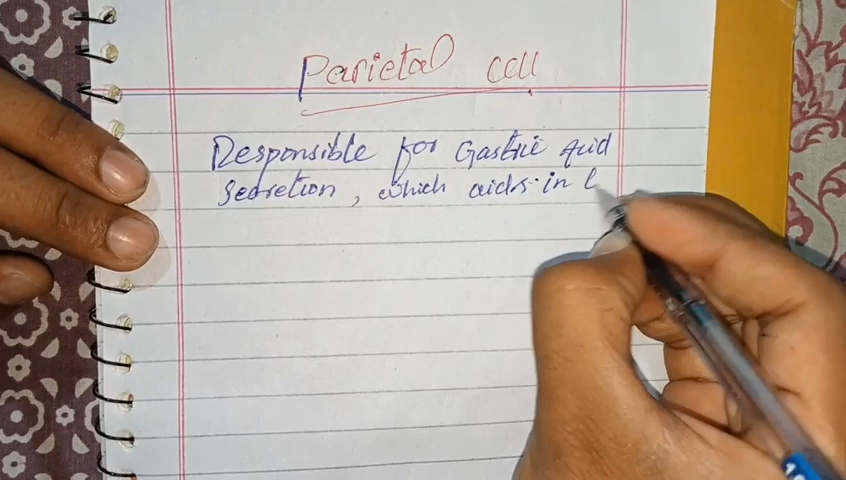 Parietal cell
Responsible for Gastric Acid
Secretion, which aids in